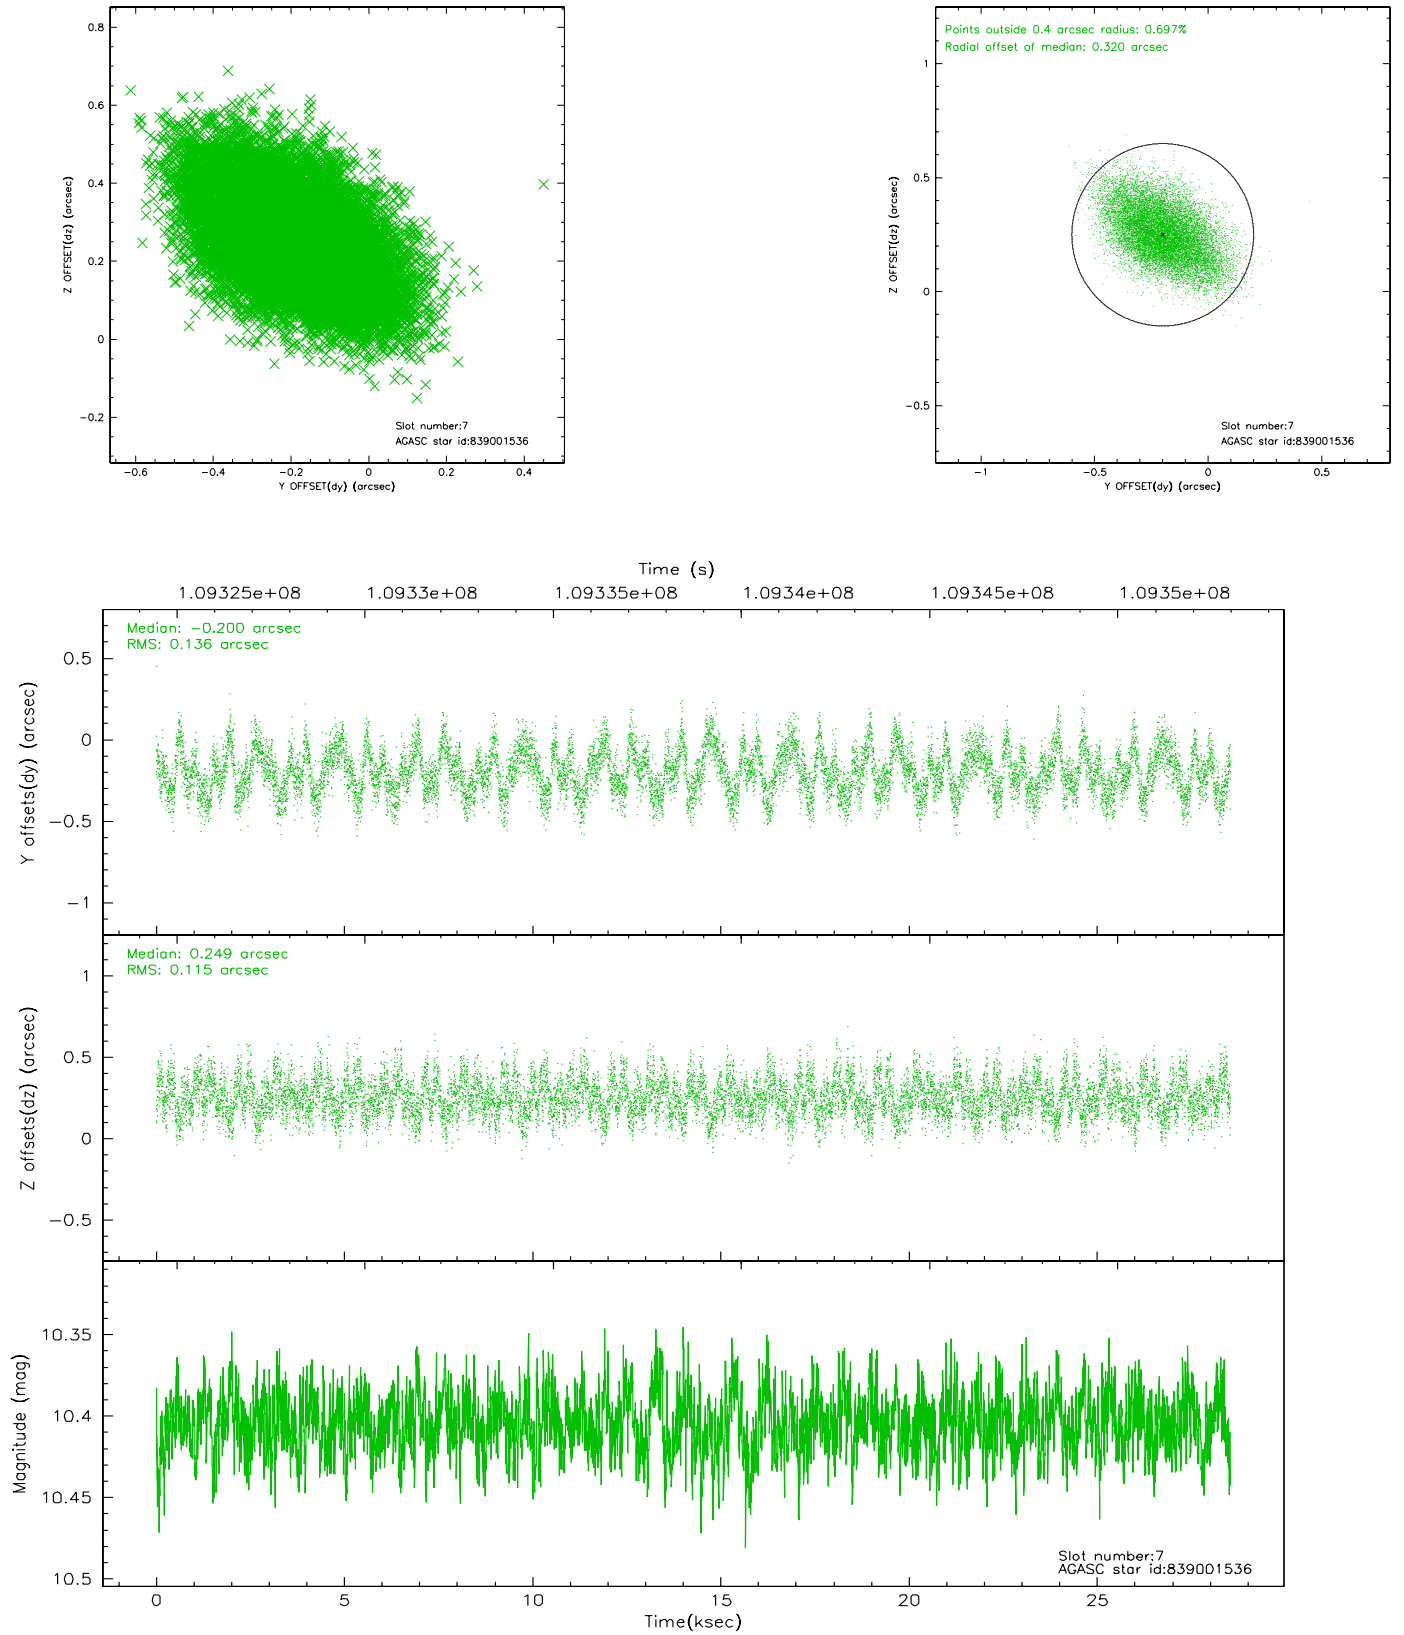 0.8
0.6
0.4
0.2
0
−0.2
Z OFFSET(dz) (arcsec)
Slot number:7
AGASC star id:839001536
−0.6 −0.4 −0.2 0 0.2 0.4
Y OFFSET(dy) (arcsec)
Points outside 0.4 arcsec radius: 0.697%
Radial offset of median: 0.320 arcsec
1
0.5
0
−0.5
Z OFFSET(dz) (arcsec)
Slot number:7
AGASC star id:839001536
−1 −0.5 0 0.5
Y OFFSET(dy) (arcsec)
Time (s)
1.09325e+08 1.0933e+08 1.09335e+08 1.0934e+08 1.09345e+08 1.0935e+08
Median: −0.200 arcsec
RMS: 0.136 arcsec
0.5
0
−0.5
−1
Y offsets(dy) (arcsec)
Median: 0.249 arcsec
RMS: 0.115 arcsec
1
0.5
0
−0.5
Z offsets(dz) (arcsec)
10.35
10.4
10.45
10.5
Magnitude (mag)
Slot number:7
AGASC star id:839001536
0 5 10 15 20 25
Time(ksec)